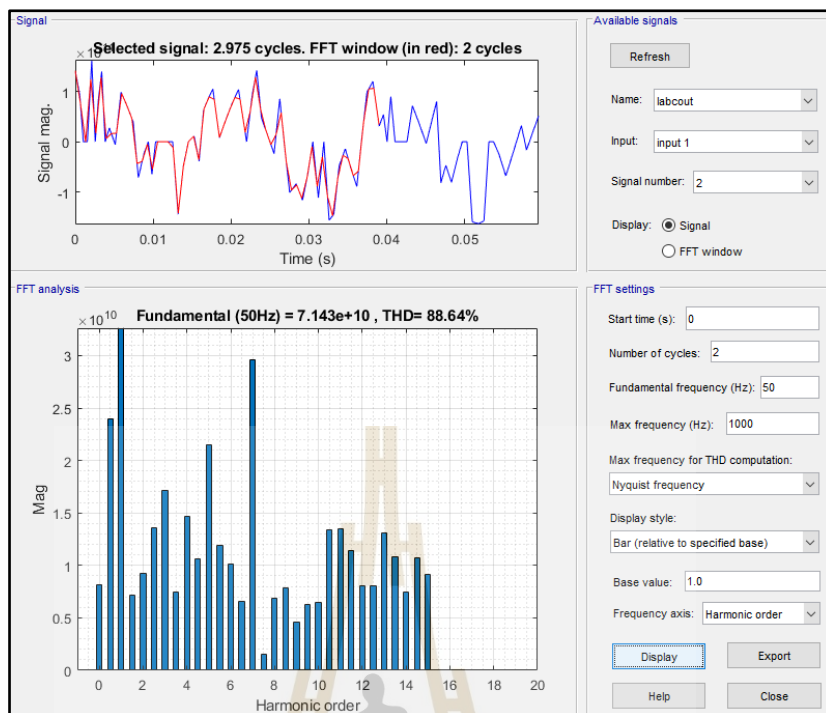 Signal
Selected signal: 2.975 cycles. FFT window (in red): 2 cycles
1
0
-1
Signal mag.
0 0.01 0.02 0.03 0.04 0.05
Time (s)
Available signals
Refresh
Name: labcout
Input: input 1
Signal number: 2
Display: Signal
FFT window
FFT analysis
× 10^10 Fundamental (50Hz) = 7.143e+10 , THD= 88.64%
3
2.5
2
1.5
1
0.5
0
Mag
0 2 4 6 8 10 12 14 16 18 20
Harmonic order
FFT settings
Start time (s): 0
Number of cycles: 2
Fundamental frequency (Hz): 50
Max frequency (Hz): 1000
Max frequency for THD computation:
Nyquist frequency
Display style:
Bar (relative to specified base)
Base value: 1.0
Frequency axis: Harmonic order
Display Export
Help Close